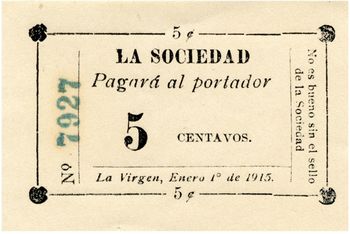 5 ¢
LA SOCIEDAD
Pagará al portador
5 CENTAVOS.
La Virgen, Enero 1º de 1915.
5 ¢
Nº 7927
No es bueno sin el sello
de la Sociedad